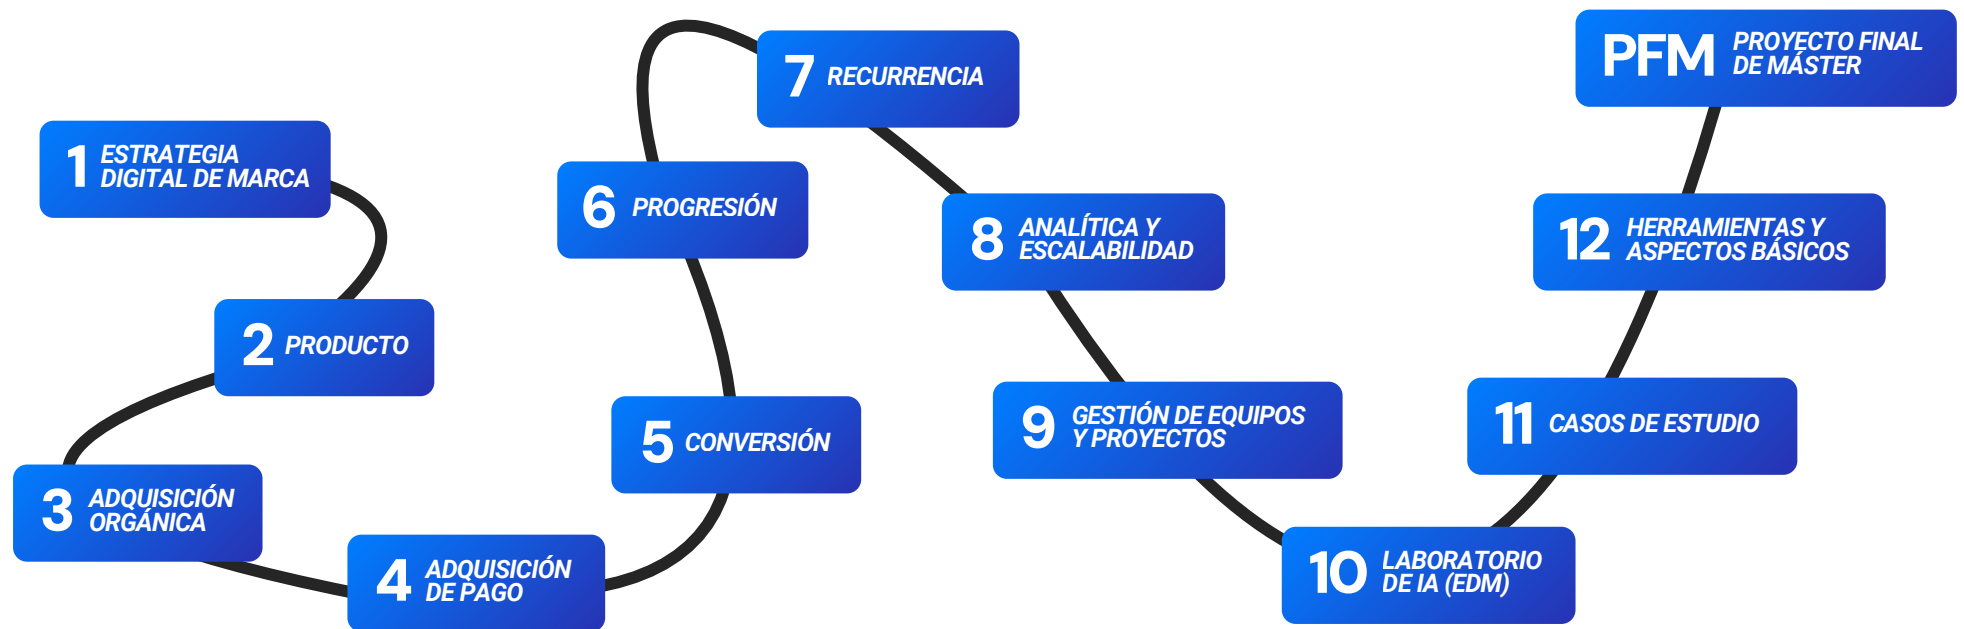 1 ESTRATEGIA
DIGITAL DE MARCA
2 PRODUCTO
3 ADQUISICIÓN
ORGÁNICA
4 ADQUISICIÓN
DE PAGO
5 CONVERSIÓN
6 PROGRESIÓN
7 RECURRENCIA
8 ANALÍTICA Y
ESCALABILIDAD
9 GESTIÓN DE EQUIPOS
Y PROYECTOS
10 LABORATORIO
DE IA (EDM)
11 CASOS DE ESTUDIO
12 HERRAMIENTAS Y
ASPECTOS BÁSICOS
PFM PROYECTO FINAL
DE MÁSTER